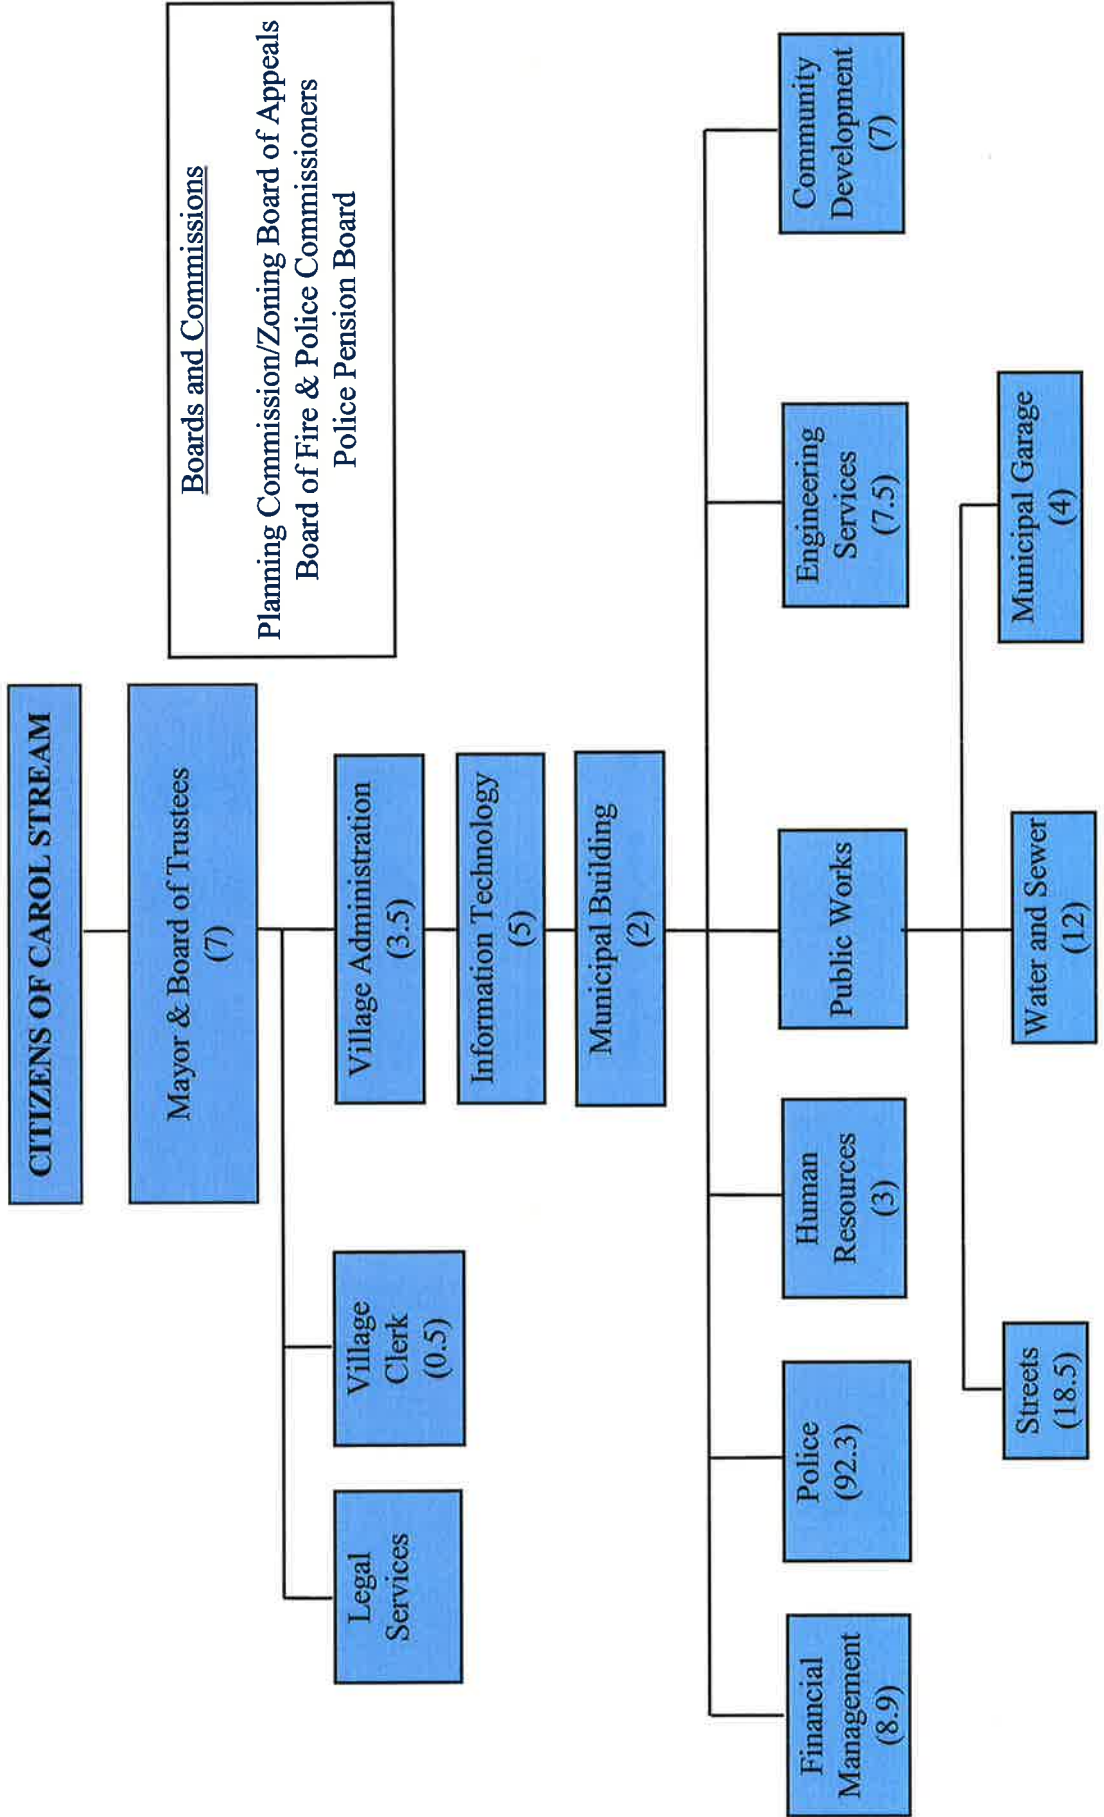 CITIZENS OF CAROL STREAM
Mayor & Board of Trustees
(7)
Boards and Commissions
Planning Commission/Zoning Board of Appeals
Board of Fire & Police Commissioners
Police Pension Board
Legal
Services
Village
Clerk
(0.5)
Village Administration
(3.5)
Information Technology
(5)
Municipal Building
(2)
Financial
Management
(8.9)
Police
(92.3)
Human
Resources
(3)
Public Works
Engineering
Services
(7.5)
Community
Development
(7)
Streets
(18.5)
Water and Sewer
(12)
Municipal Garage
(4)